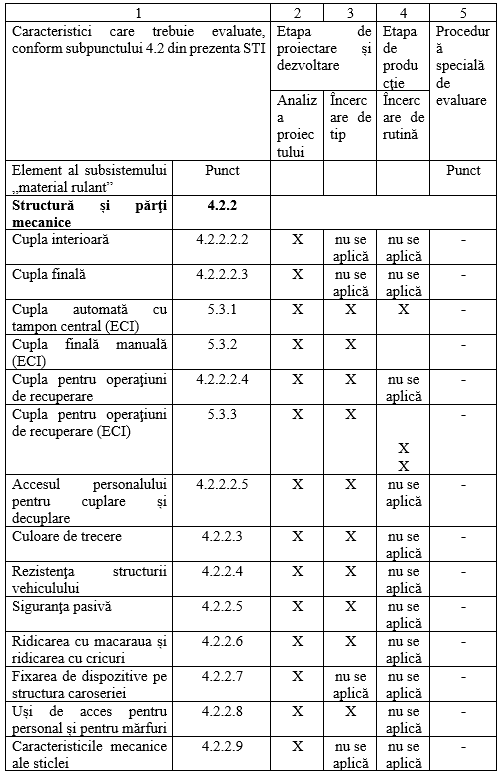 1 2 3 4 5
Caracteristici care trebuie evaluate, Etapa de Etapa Procedur
conform subpunctului 4.2 din prezenta STI proiectare și de ă
dezvoltare produ specială
cție de
Analiz Încerc Încerc evaluare
a are de are de
proiec tip rutină
tului
Element al subsistemului Punct Punct
„material rulant”
Structură și părți 4.2.2
mecanice
Cupla interioară 4.2.2.2.2 X nu se nu se -
aplică aplică
Cupla finală 4.2.2.2.3 X nu se nu se -
aplică aplică
Cupla automată cu 5.3.1 X X X -
tampon central (ECI)
Cupla finală manuală 5.3.2 X X -
(ECI)
Cupla pentru operațiuni 4.2.2.2.4 X X nu se -
de recuperare aplică
Cupla pentru operațiuni 5.3.3 X X -
de recuperare (ECI)
X
X
Accesul personalului 4.2.2.2.5 X X nu se -
pentru cuplare și aplică
decuplare
Culoare de trecere 4.2.2.3 X X nu se -
aplică
Rezistența structurii 4.2.2.4 X X nu se -
vehiculului aplică
Siguranța pasivă 4.2.2.5 X X nu se -
aplică
Ridicarea cu macaraua și 4.2.2.6 X X nu se -
ridicarea cu cricuri aplică
Fixarea de dispozitive pe 4.2.2.7 X nu se nu se -
structura caroseriei aplică aplică
Uși de acces pentru 4.2.2.8 X X nu se -
personal și pentru mărfuri aplică
Caracteristicile mecanice 4.2.2.9 X nu se nu se -
ale sticlei aplică aplică